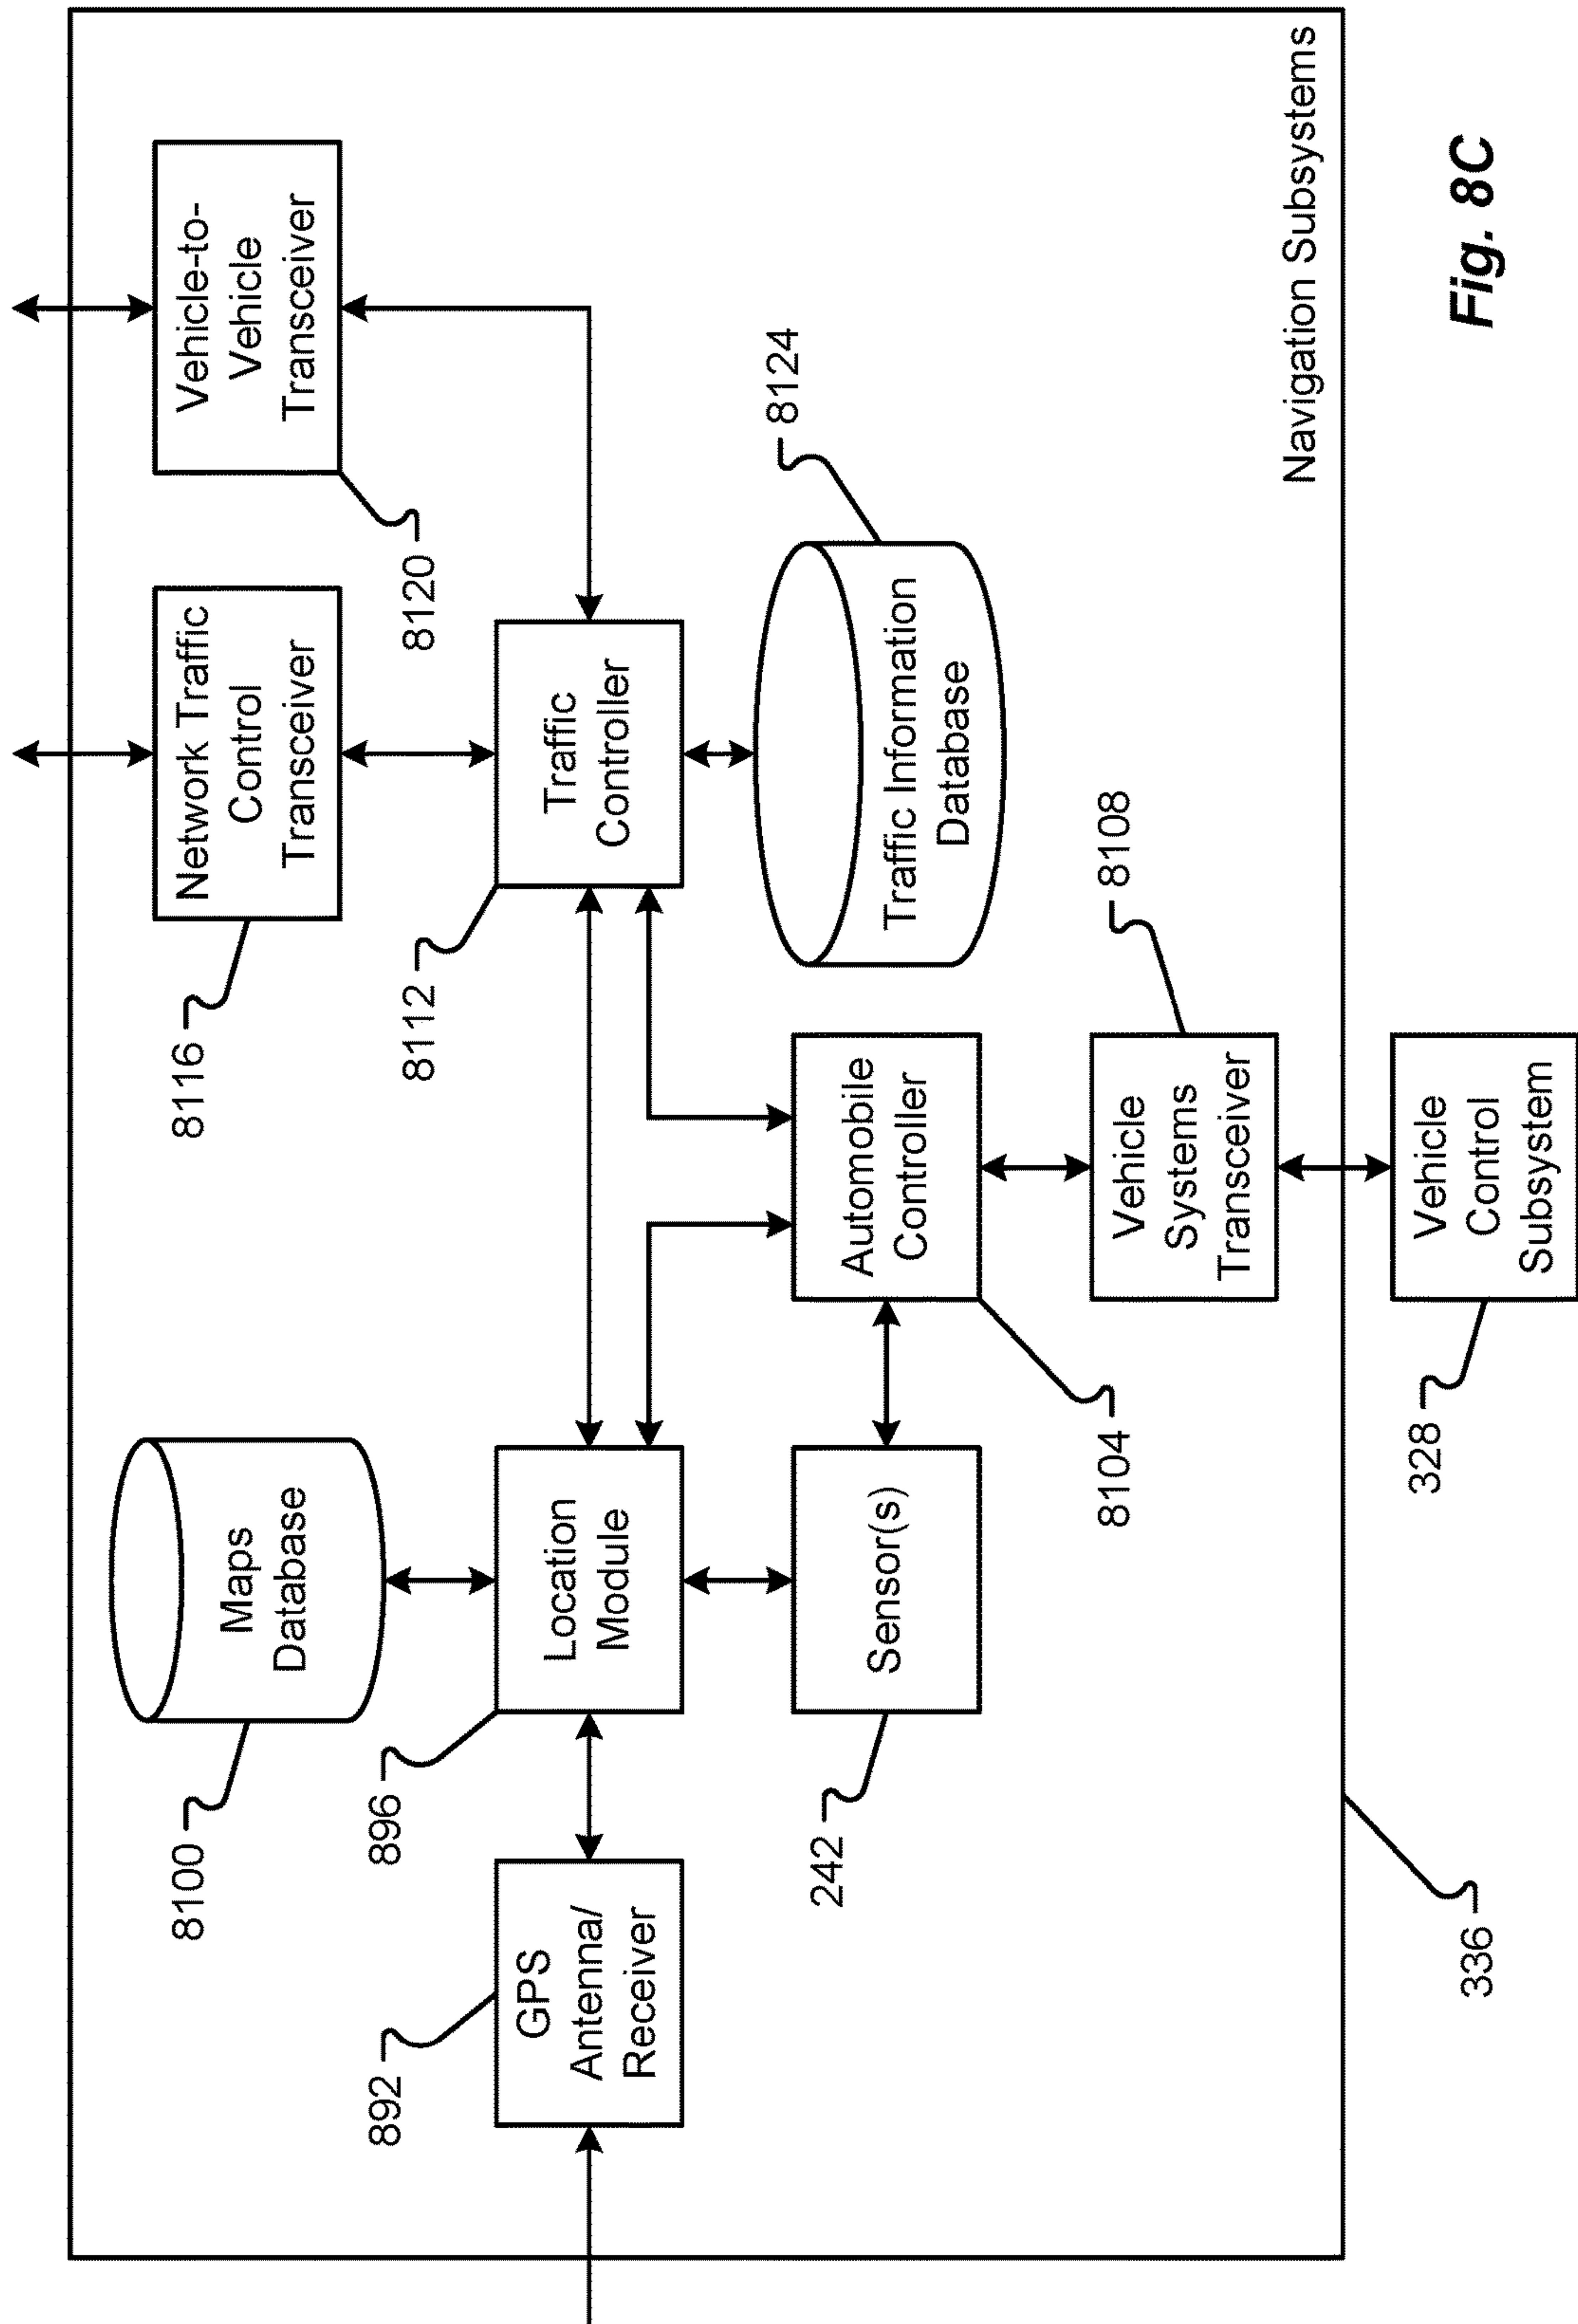 8116
Network Traffic
Control
Transceiver
8120
Vehicle-to-
Vehicle
Transceiver
8100
Maps
Database
892
GPS
Antenna/
Receiver
896
Location
Module
8112
Traffic
Controller
242
Sensor(s)
Automobile
Controller
8104
Traffic Information
Database
8124
Vehicle
Systems
Transceiver
8108
Navigation Subsystems
336
328
Vehicle
Control
Subsystem
Fig. 8C